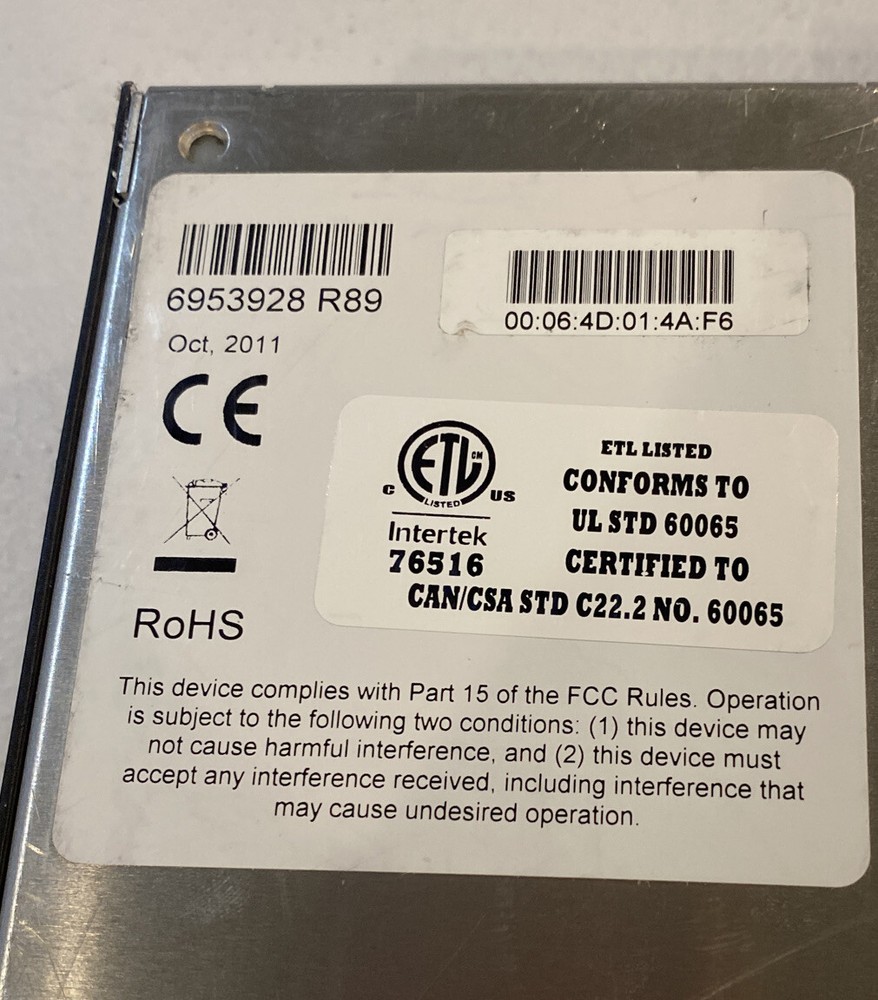 6953928 R89
00:06:4D:01:4A:F6
Oct, 2011
CE
ETL CM
LISTED
C US
Intertek
76516
ETL LISTED
CONFORMS TO
UL STD 60065
CERTIFIED TO
CAN/CSA STD C22.2 NO. 60065
RoHS
This device complies with Part 15 of the FCC Rules. Operation
is subject to the following two conditions: (1) this device may
not cause harmful interference, and (2) this device must
accept any interference received, including interference that
may cause undesired operation.